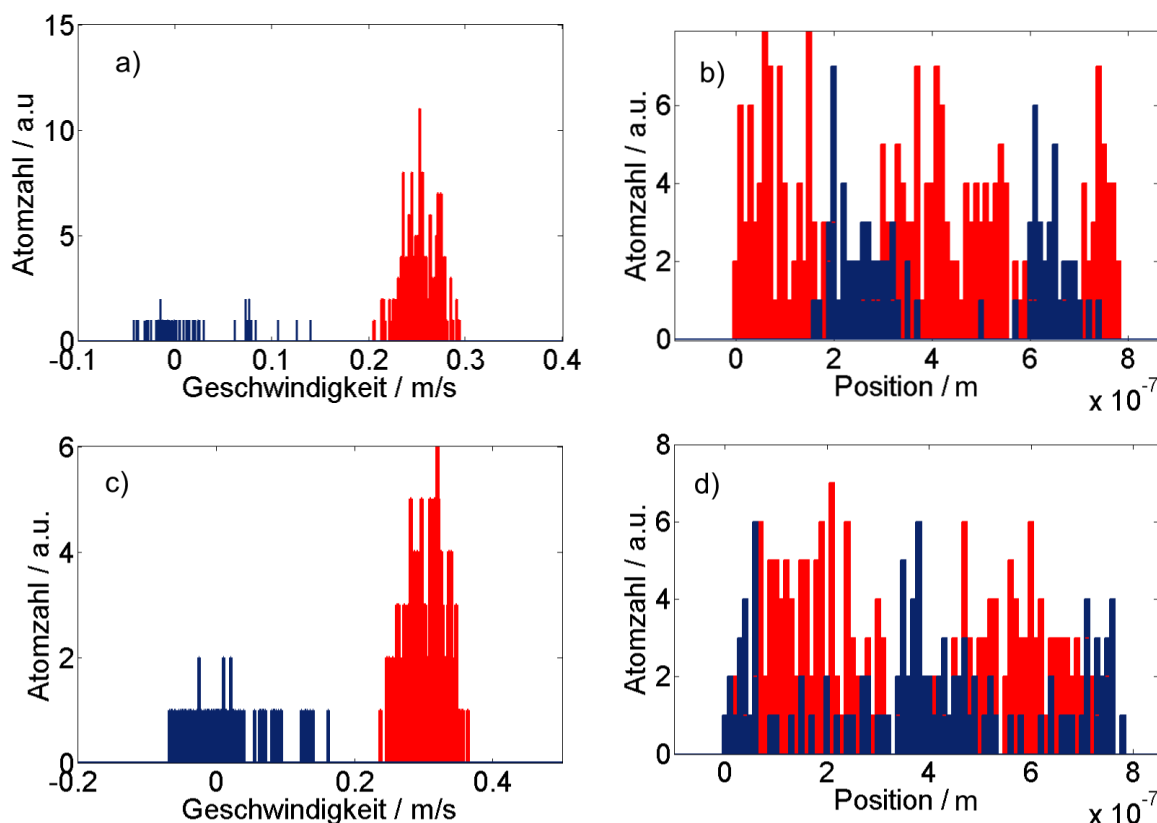 a)
15
10
5
0
Atomzahl / a.u
-0.1 0 0.1 0.2 0.3 0.4
Geschwindigkeit / m/s
b)
6
4
2
0
Atomzahl / a.u.
0 2 4 6 8
Position / m
x 10-7
c)
6
4
2
0
Atomzahl / a.u.
-0.2 0 0.2 0.4
Geschwindigkeit / m/s
d)
8
6
4
2
0
Atomzahl / a.u.
0 2 4 6 8
Position / m
x 10-7